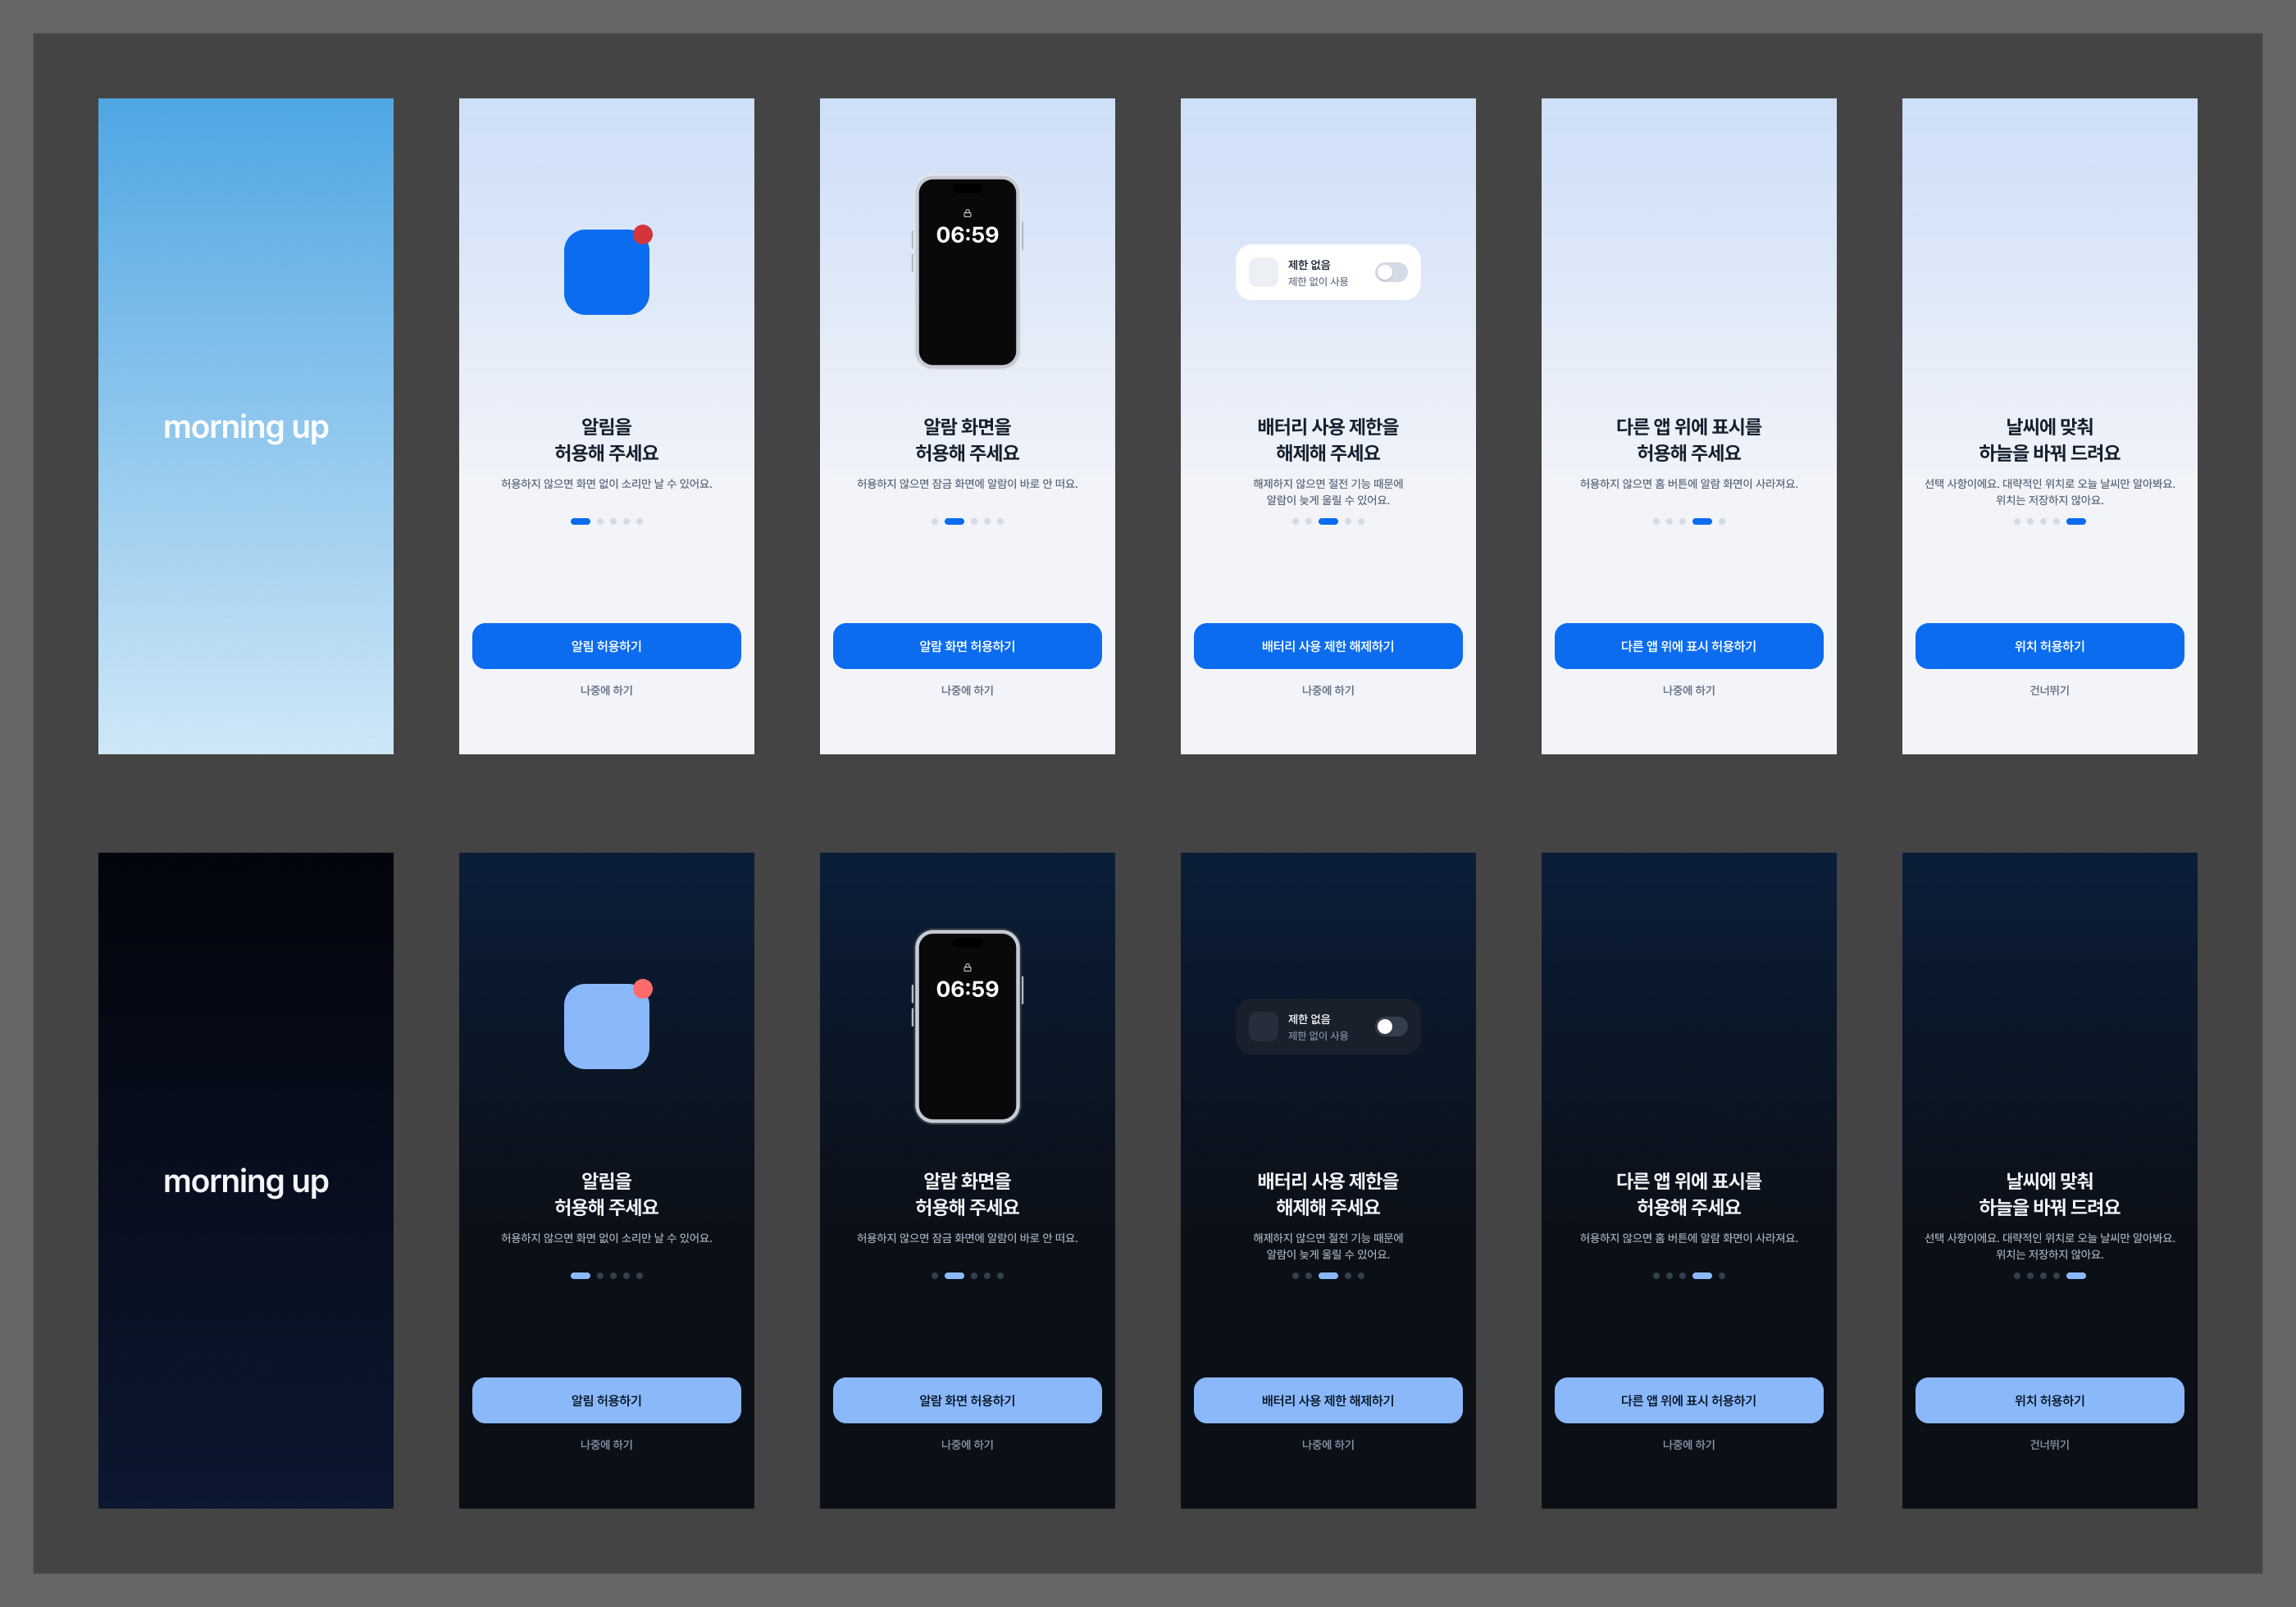 morning up
알림을
허용해 주세요
허용하지 않으면 화면 없이 소리만 날 수 있어요.
알림 허용하기
나중에 하기
06:59
알람 화면을
허용해 주세요
허용하지 않으면 잠금 화면에 알람이 바로 안 떠요.
알람 화면 허용하기
나중에 하기
제한 없음
제한 없이 사용
배터리 사용 제한을
해제해 주세요
해제하지 않으면 절전 기능 때문에
알람이 늦게 울릴 수 있어요.
배터리 사용 제한 해제하기
나중에 하기
다른 앱 위에 표시를
허용해 주세요
허용하지 않으면 홈 버튼에 알람 화면이 사라져요.
다른 앱 위에 표시 허용하기
나중에 하기
날씨에 맞춰
하늘을 바꿔 드려요
선택 사항이에요. 대략적인 위치로 오늘 날씨만 알아봐요.
위치는 저장하지 않아요.
위치 허용하기
건너뛰기
morning up
알림을
허용해 주세요
허용하지 않으면 화면 없이 소리만 날 수 있어요.
알림 허용하기
나중에 하기
06:59
알람 화면을
허용해 주세요
허용하지 않으면 잠금 화면에 알람이 바로 안 떠요.
알람 화면 허용하기
나중에 하기
제한 없음
제한 없이 사용
배터리 사용 제한을
해제해 주세요
해제하지 않으면 절전 기능 때문에
알람이 늦게 울릴 수 있어요.
배터리 사용 제한 해제하기
나중에 하기
다른 앱 위에 표시를
허용해 주세요
허용하지 않으면 홈 버튼에 알람 화면이 사라져요.
다른 앱 위에 표시 허용하기
나중에 하기
날씨에 맞춰
하늘을 바꿔 드려요
선택 사항이에요. 대략적인 위치로 오늘 날씨만 알아봐요.
위치는 저장하지 않아요.
위치 허용하기
건너뛰기